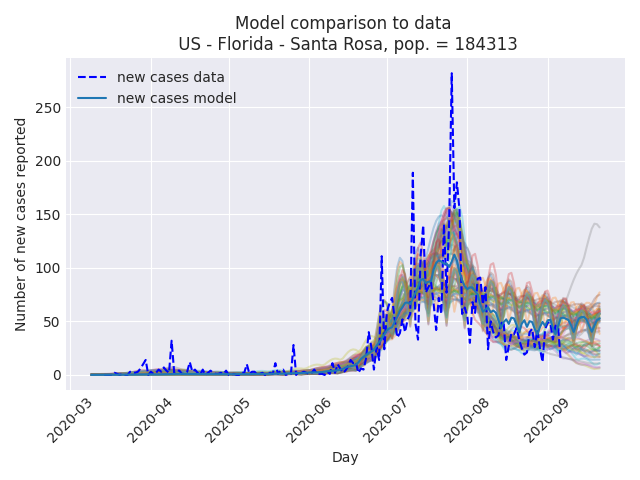 Model comparison to data
US - Florida - Santa Rosa, pop. = 184313
new cases data
new cases model
Number of new cases reported
250
200
150
100
50
0
2020-03
2020-04
2020-05
2020-06
2020-07
2020-08
2020-09
Day